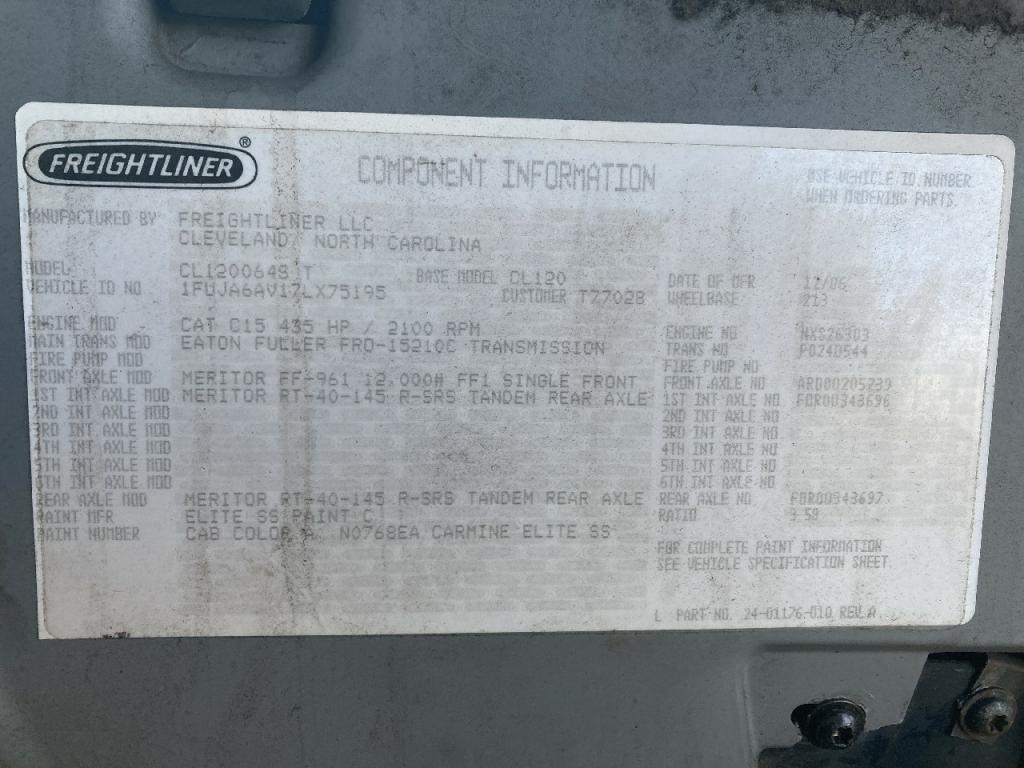 FREIGHTLINER®
COMPONENT INFORMATION
USE VEHICLE ID NUMBER
WHEN ORDERING PARTS.
MANUFACTURED BY FREIGHTLINER LLC
CLEVELAND, NORTH CAROLINA
MODEL CL120064S T BASE MODEL CL120 DATE OF MFR 12/06
VEHICLE ID NO 1FUJA6AV17LX75195 CUSTOMER T77028 WHEELBASE 213
ENGINE MOD CAT C15 435 HP / 2100 RPM ENGINE NO NXS26303
MAIN TRANS MOD EATON FULLER FRO-15210C TRANSMISSION TRANS NO P0240544
FIRE PUMP MOD FIRE PUMP NO
FRONT AXLE MOD MERITOR FF-961 12,000# FF1 SINGLE FRONT FRONT AXLE NO ARD00205239
1ST INT AXLE MOD MERITOR RT-40-145 R-SRS TANDEM REAR AXLE 1ST INT AXLE NO FDR00343696
2ND INT AXLE MOD 2ND INT AXLE NO
3RD INT AXLE MOD 3RD INT AXLE NO
4TH INT AXLE MOD 4TH INT AXLE NO
5TH INT AXLE MOD 5TH INT AXLE NO
6TH INT AXLE MOD 6TH INT AXLE NO
REAR AXLE MOD MERITOR RT-40-145 R-SRS TANDEM REAR AXLE REAR AXLE NO FDR00343697
PAINT MFR ELITE SS PAINT C RATIO 3.58
PAINT NUMBER CAB COLOR A: N0768EA CARMINE ELITE SS
FOR COMPLETE PAINT INFORMATION
SEE VEHICLE SPECIFICATION SHEET.
L PART NO. 24-01176-010 REV A